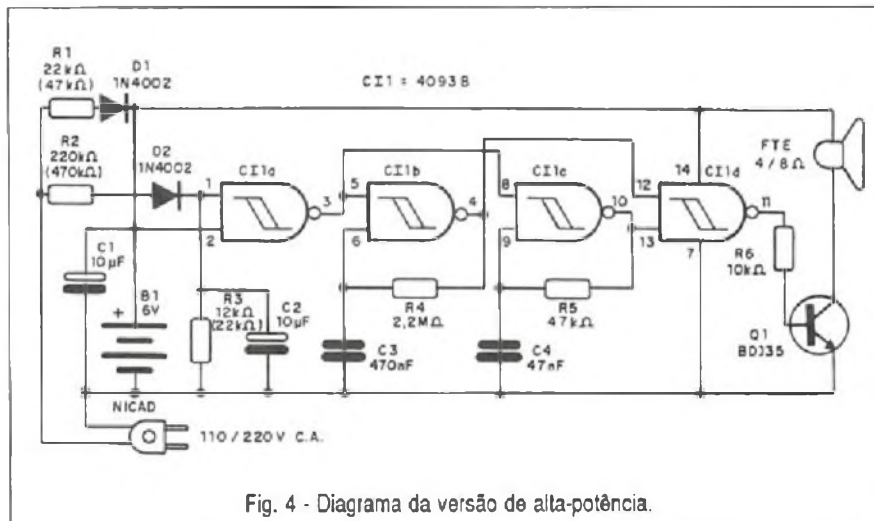 R1
22kΩ
(47kΩ)
D1
1N4002
CI1 = 4093B
R2
220kΩ
(470kΩ)
D2
1N4002
CI1a
CI1b
CI1c
CI1d
FTE
4/8Ω
1
2
3
5
6
4
8
9
10
12
13
14
11
7
C1
10µF
+
B1
6V
NICAD
R3
12kΩ
(22kΩ)
C2
10µF
R4
2,2MΩ
C3
470nF
R5
47kΩ
C4
47nF
R6
10kΩ
Q1
BD135
110/220V C.A.
Fig. 4 - Diagrama da versão de alta-potência.